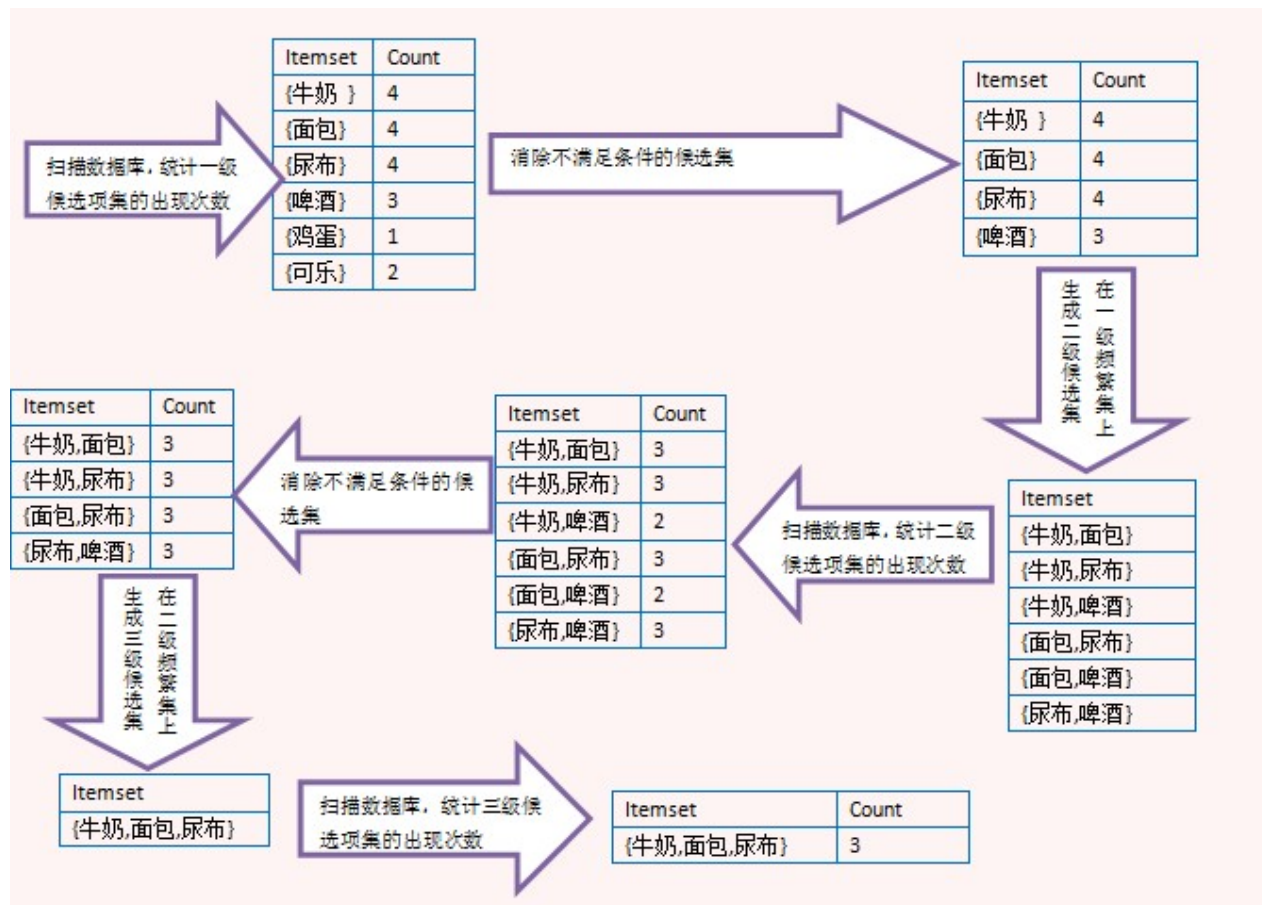 Itemset Count
{牛奶 } 4
{面包} 4
{尿布} 4
{啤酒} 3
{鸡蛋} 1
{可乐} 2
扫描数据库，统计一级
候选项集的出现次数
消除不满足条件的候选集
Itemset Count
{牛奶 } 4
{面包} 4
{尿布} 4
{啤酒} 3
在一级频繁集上
生成二级候选集
Itemset
{牛奶,面包}
{牛奶,尿布}
{牛奶,啤酒}
{面包,尿布}
{面包,啤酒}
{尿布,啤酒}
扫描数据库，统计二级
候选项集的出现次数
Itemset Count
{牛奶,面包} 3
{牛奶,尿布} 3
{牛奶,啤酒} 2
{面包,尿布} 3
{面包,啤酒} 2
{尿布,啤酒} 3
消除不满足条件的候
选集
Itemset Count
{牛奶,面包} 3
{牛奶,尿布} 3
{面包,尿布} 3
{尿布,啤酒} 3
在二级频繁集上
生成三级候选集
Itemset
{牛奶,面包,尿布}
扫描数据库，统计三级候
选项集的出现次数
Itemset Count
{牛奶,面包,尿布} 3